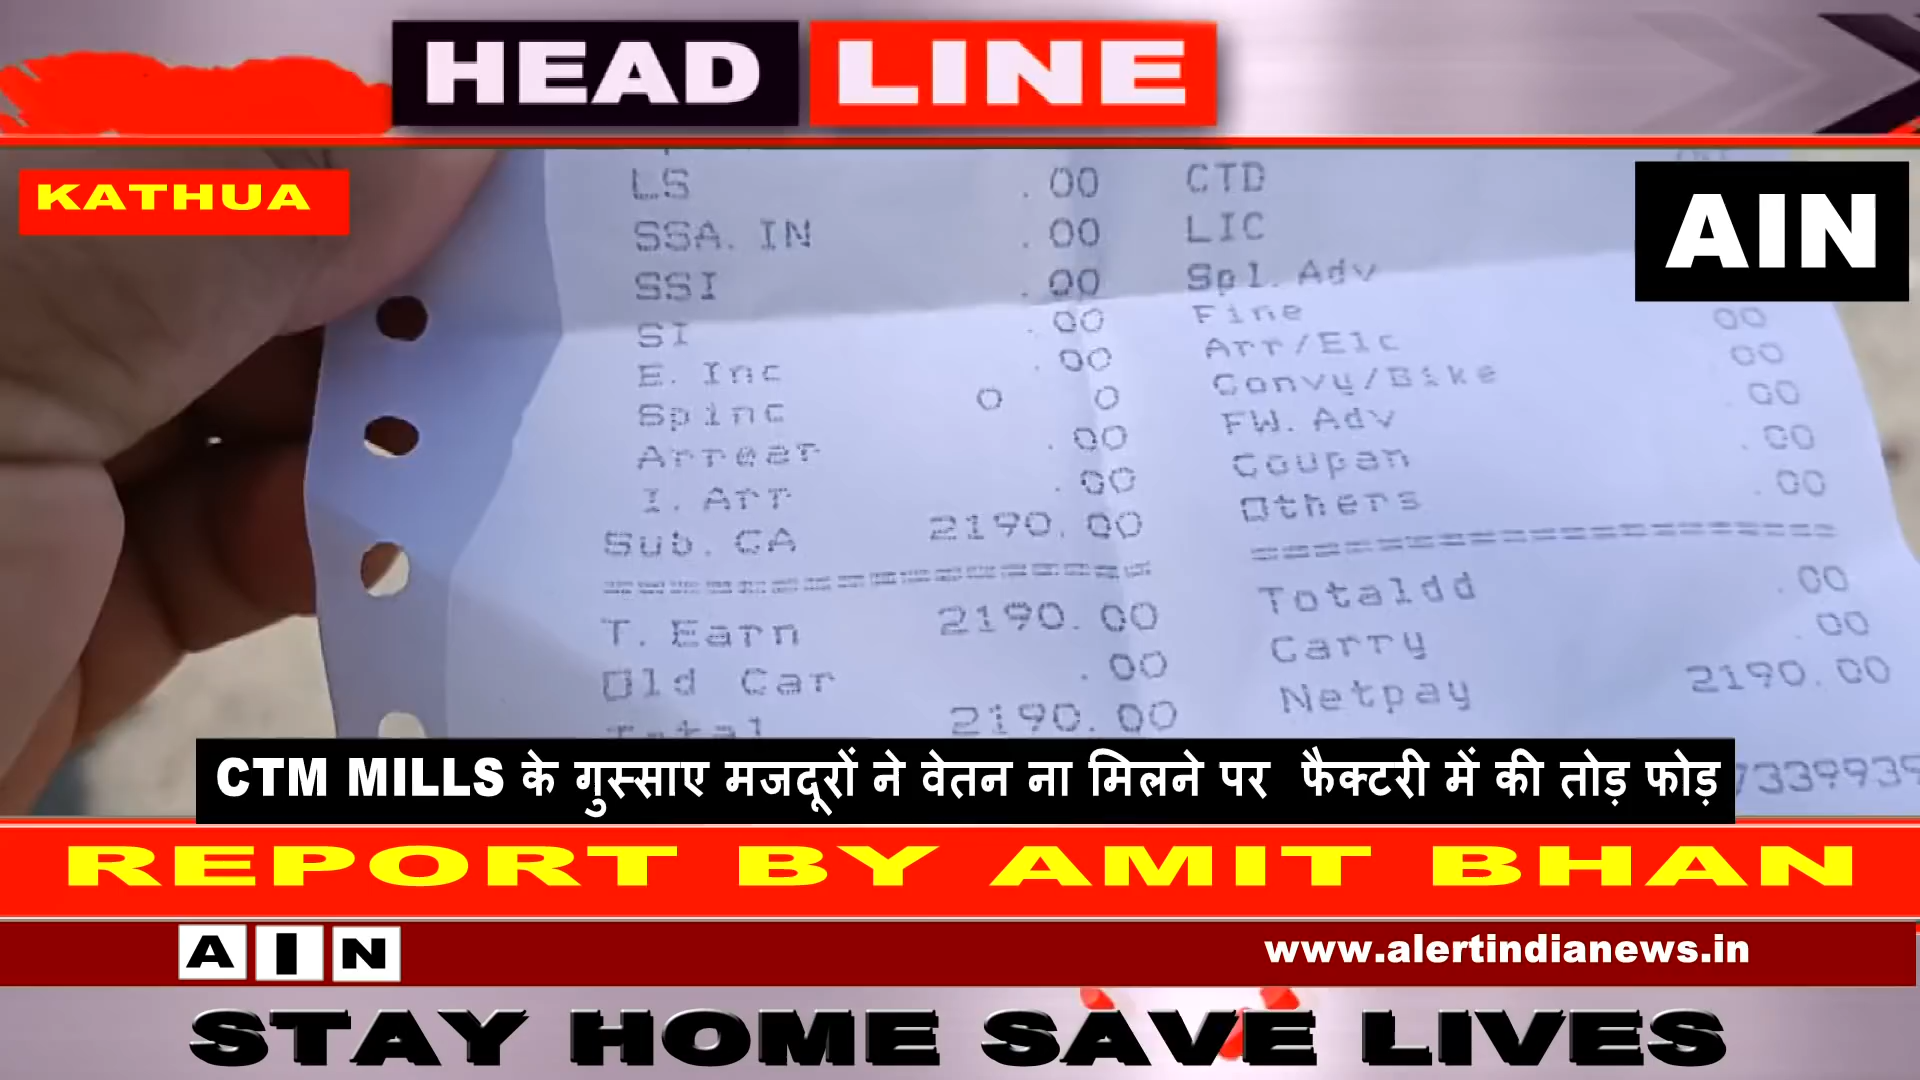 HEAD LINE
KATHUA
AIN
LS .00 CTD
SSA.IN .00 LIC
SSI .00 Spl.Adv
SI .00 Fine 00
E.Inc .00 Arr/Elc 00
Spinc 0 0 Convy/Bike .00
Arrear .00 FW.Adv .00
I.Arr .00 Coupan .00
Sub.CA 2190.00 Others
T.Earn 2190.00 Totaldd .00
Old Car .00 Carry .00
Total 2190.00 Netpay 2190.00
CTM MILLS के गुस्साए मजदूरों ने वेतन ना मिलने पर फैक्टरी में की तोड़ फोड़
7339939
REPORT BY AMIT BHAN
AIN www.alertindianews.in
STAY HOME SAVE LIVES